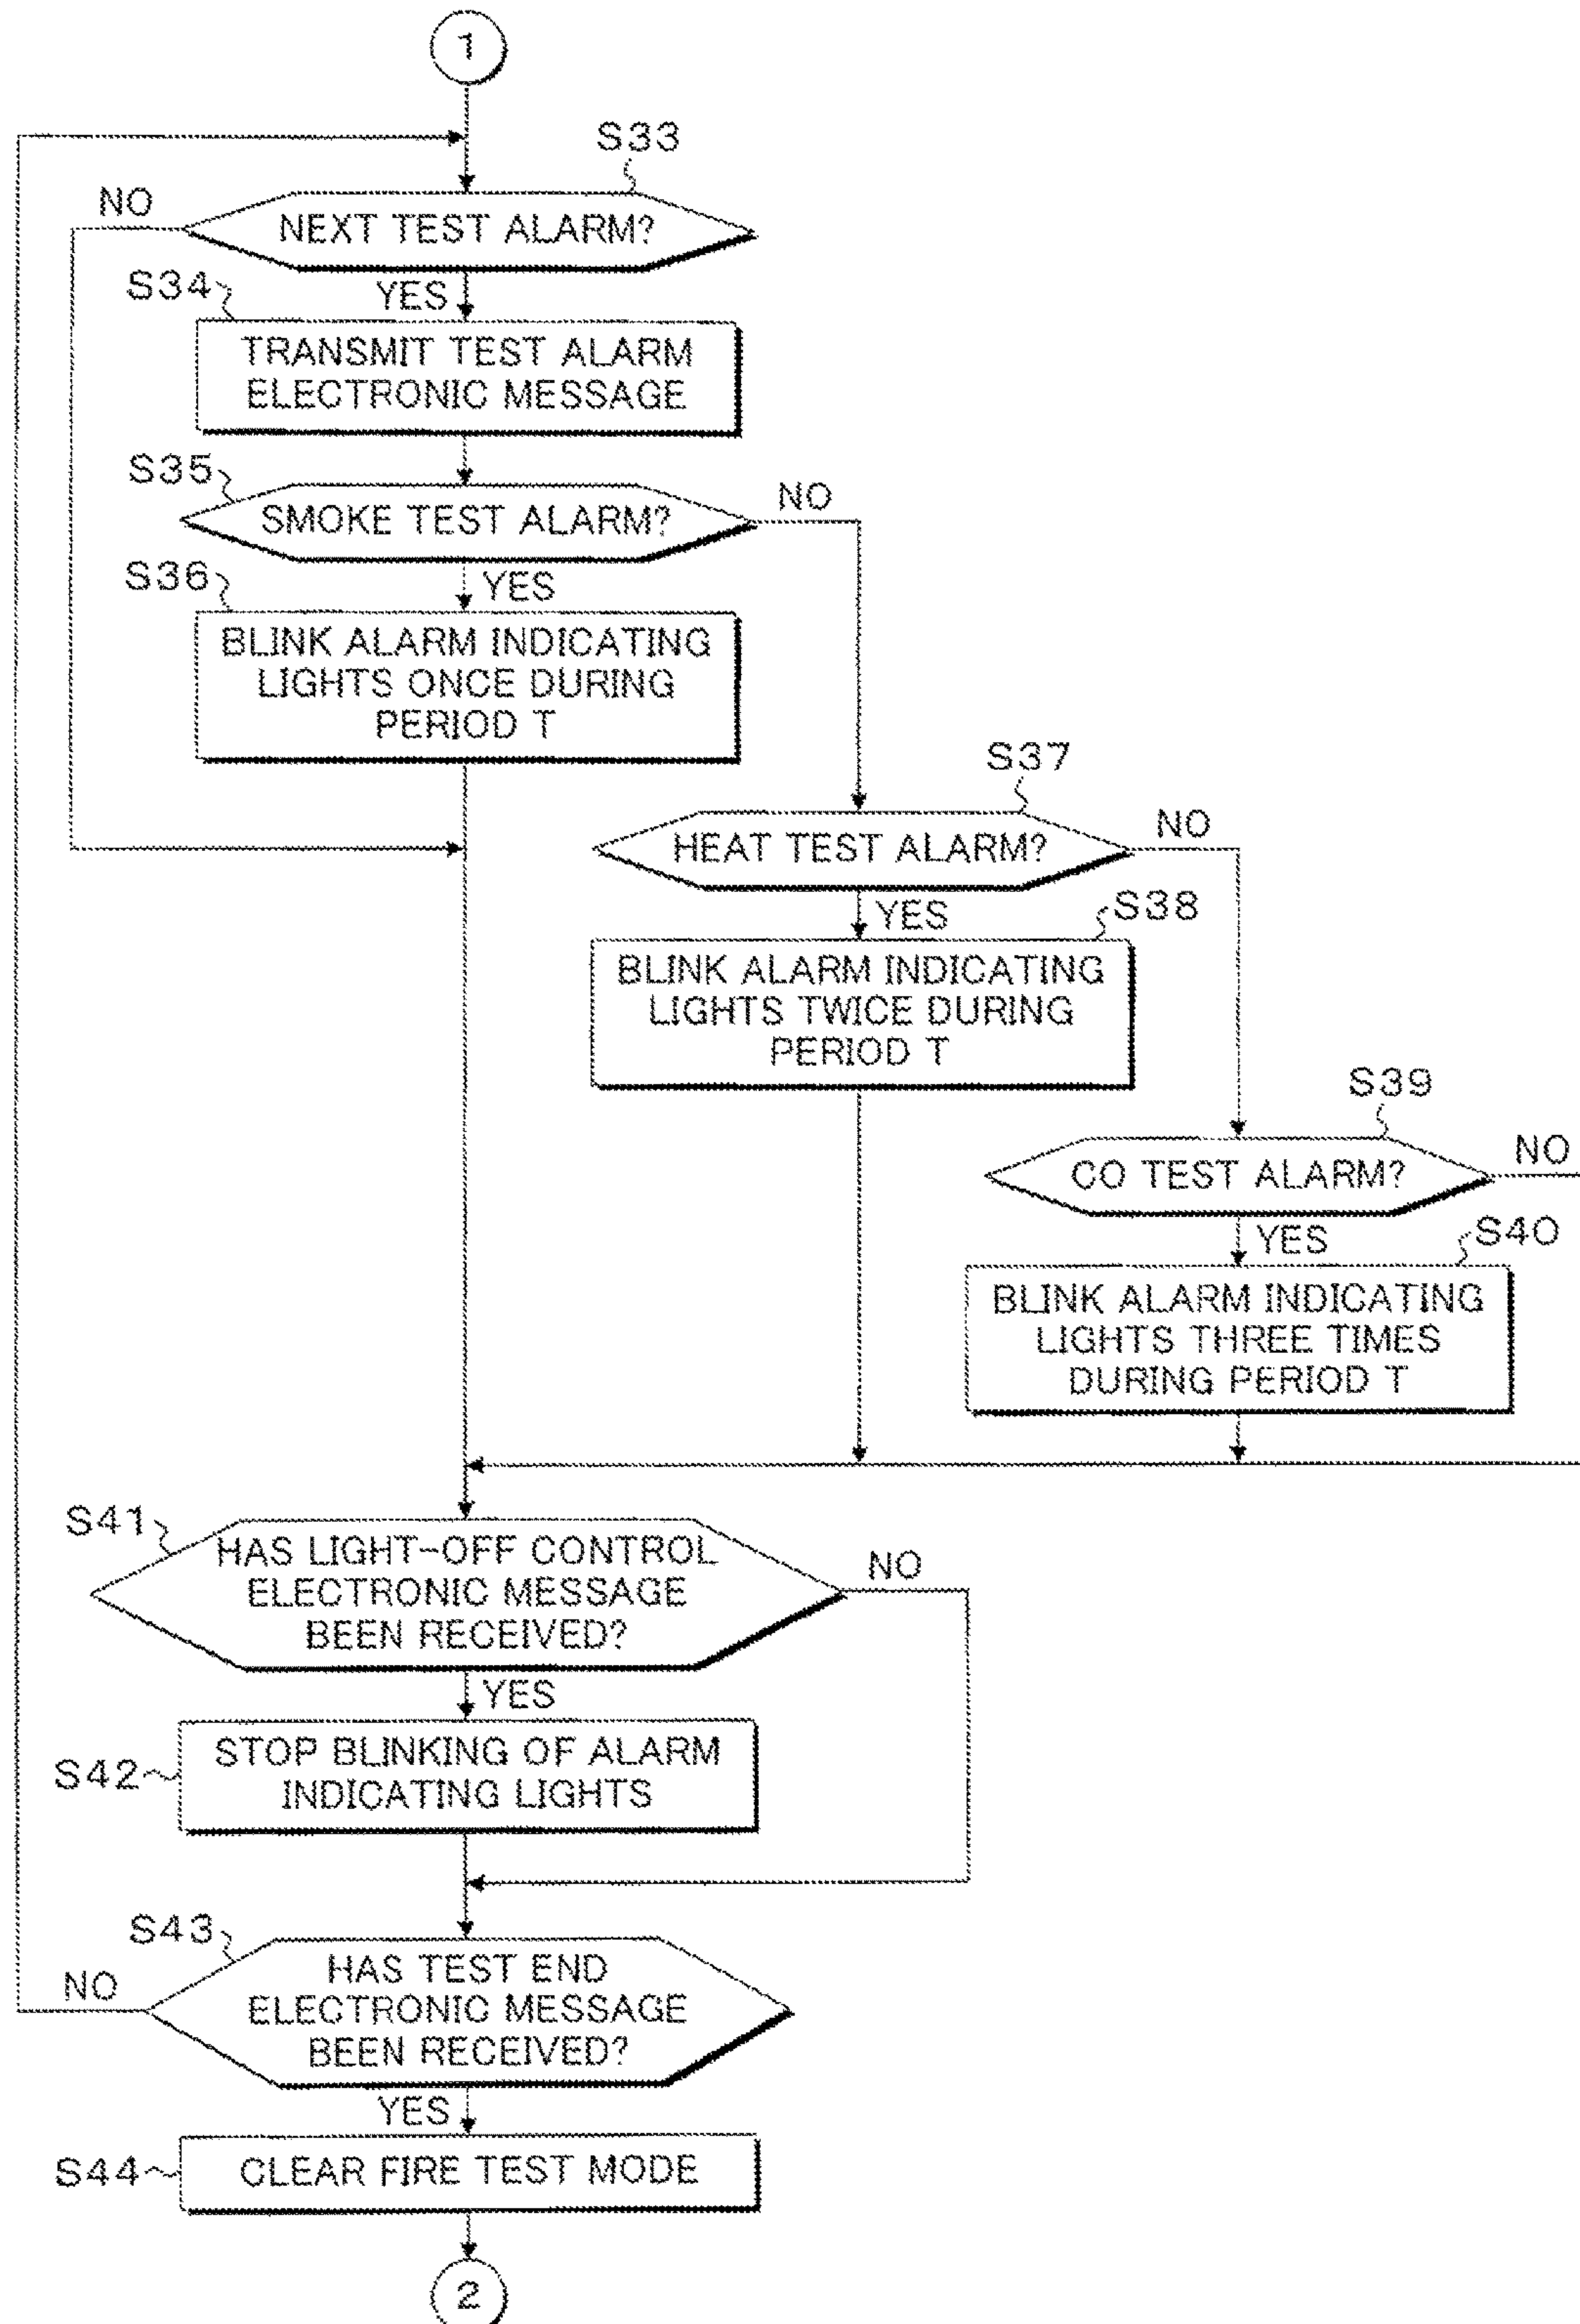 1
S33
NO
NEXT TEST ALARM?
YES
S34
TRANSMIT TEST ALARM
ELECTRONIC MESSAGE
S35
SMOKE TEST ALARM?
NO
YES
S36
BLINK ALARM INDICATING
LIGHTS ONCE DURING
PERIOD T
S37
HEAT TEST ALARM?
NO
YES
S38
BLINK ALARM INDICATING
LIGHTS TWICE DURING
PERIOD T
S39
CO TEST ALARM?
NO
YES
S40
BLINK ALARM INDICATING
LIGHTS THREE TIMES
DURING PERIOD T
S41
HAS LIGHT-OFF CONTROL
ELECTRONIC MESSAGE
BEEN RECEIVED?
NO
YES
S42
STOP BLINKING OF ALARM
INDICATING LIGHTS
S43
NO
HAS TEST END
ELECTRONIC MESSAGE
BEEN RECEIVED?
YES
S44
CLEAR FIRE TEST MODE
2